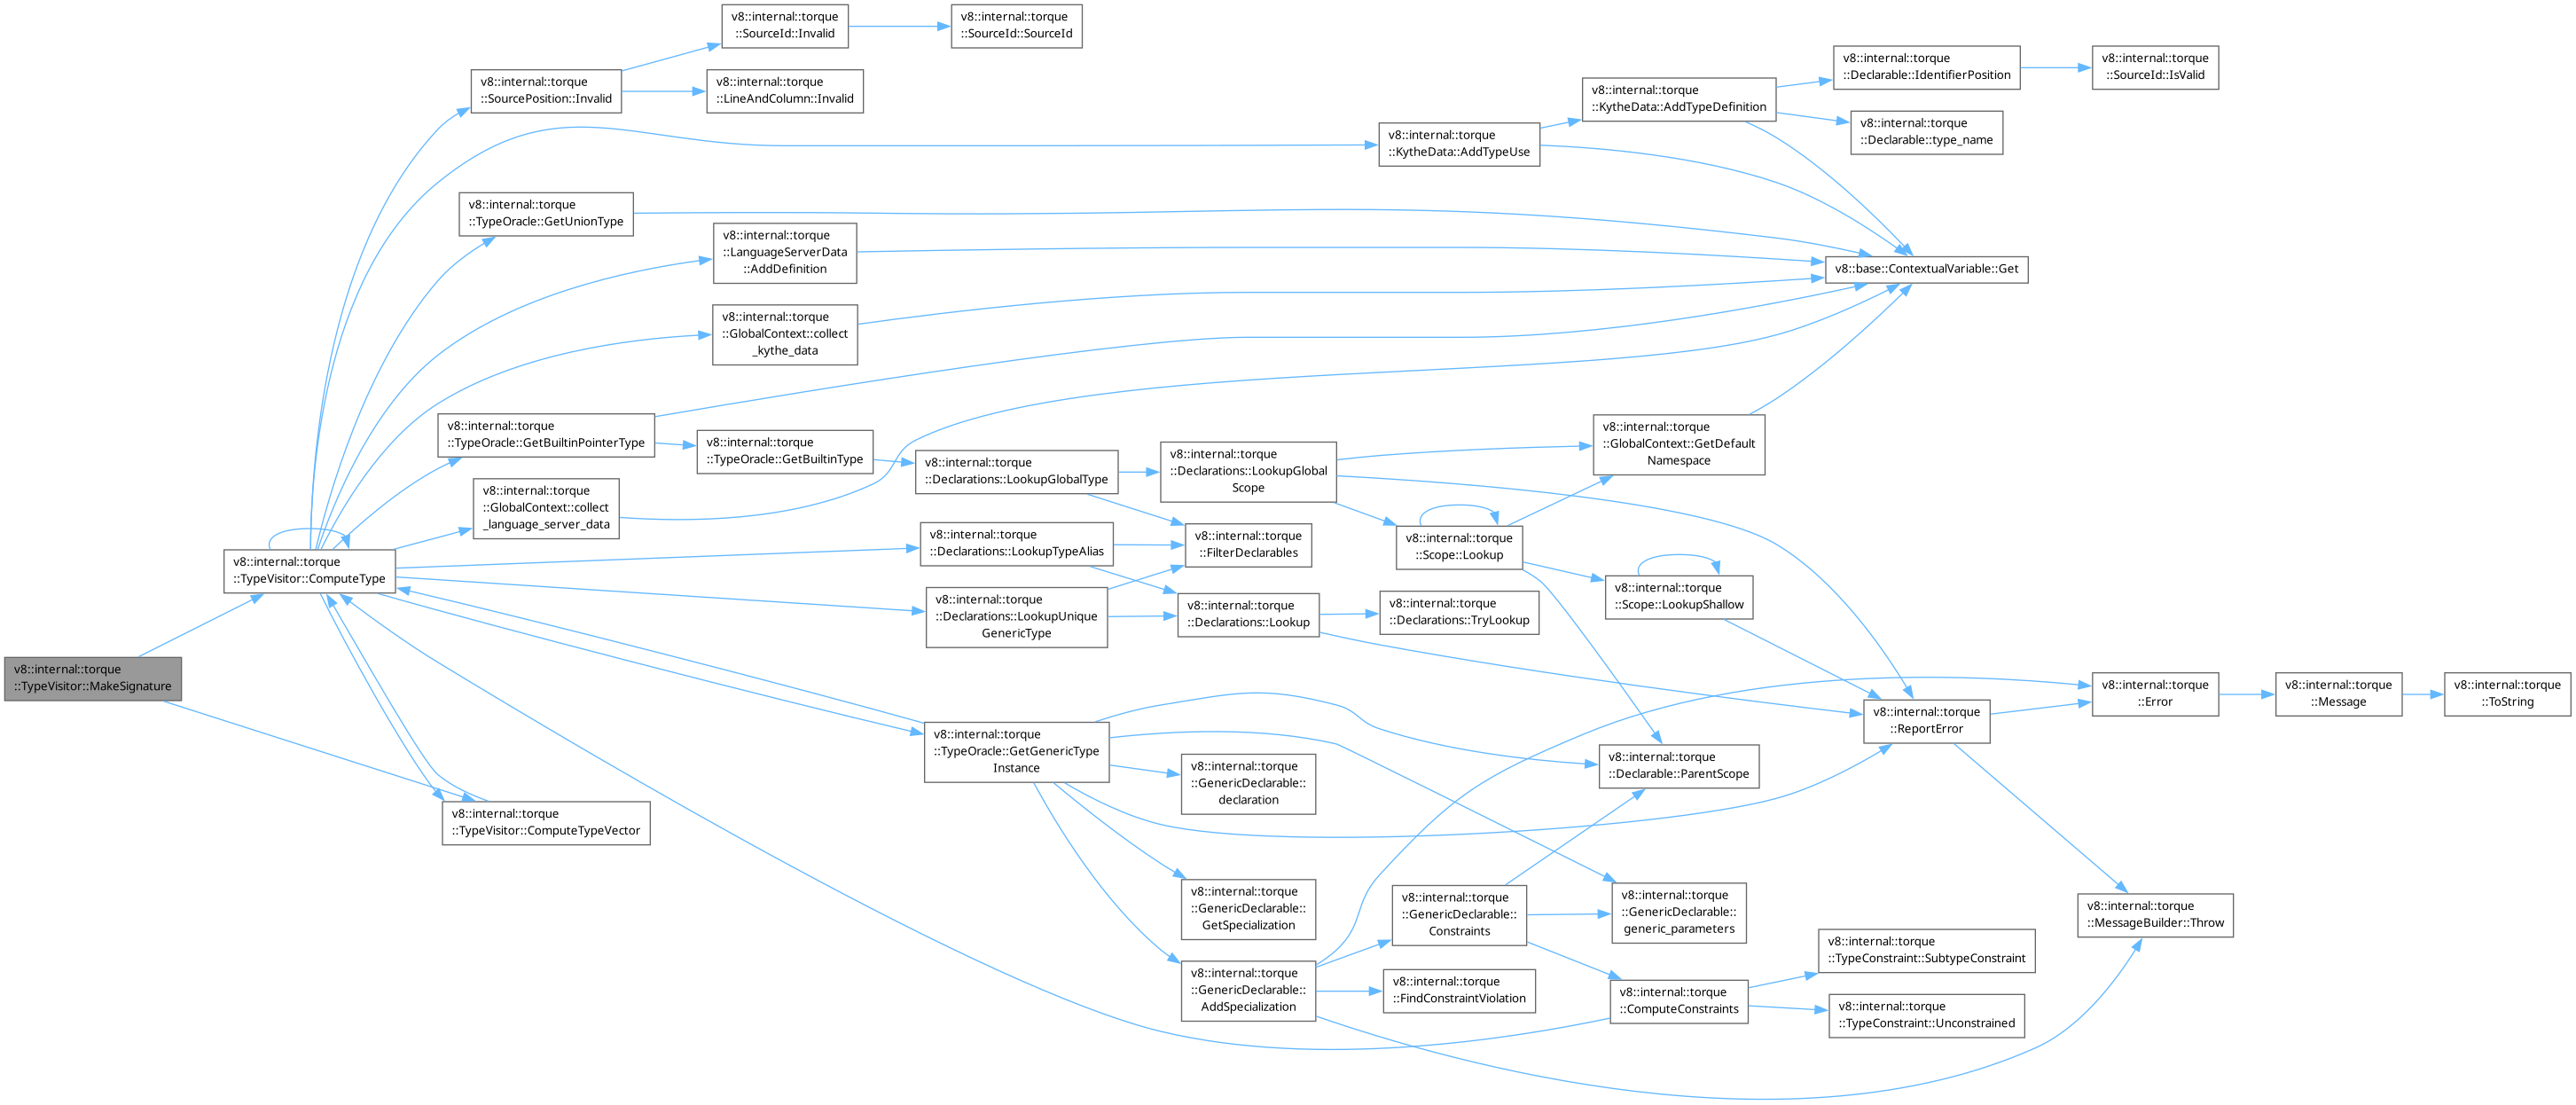 v8::internal::torque
::TypeVisitor::MakeSignature
v8::internal::torque
::TypeVisitor::ComputeType
v8::internal::torque
::SourcePosition::Invalid
v8::internal::torque
::SourceId::Invalid
v8::internal::torque
::SourceId::SourceId
v8::internal::torque
::LineAndColumn::Invalid
v8::internal::torque
::KytheData::AddTypeUse
v8::internal::torque
::KytheData::AddTypeDefinition
v8::internal::torque
::Declarable::IdentifierPosition
v8::internal::torque
::SourceId::IsValid
v8::internal::torque
::Declarable::type_name
v8::base::ContextualVariable::Get
v8::internal::torque
::TypeOracle::GetUnionType
v8::internal::torque
::LanguageServerData
::AddDefinition
v8::internal::torque
::GlobalContext::collect
_kythe_data
v8::internal::torque
::TypeOracle::GetBuiltinPointerType
v8::internal::torque
::TypeOracle::GetBuiltinType
v8::internal::torque
::Declarations::LookupGlobalType
v8::internal::torque
::Declarations::LookupGlobal
Scope
v8::internal::torque
::GlobalContext::GetDefault
Namespace
v8::internal::torque
::GlobalContext::collect
_language_server_data
v8::internal::torque
::Declarations::LookupTypeAlias
v8::internal::torque
::FilterDeclarables
v8::internal::torque
::Scope::Lookup
v8::internal::torque
::Scope::LookupShallow
v8::internal::torque
::Declarations::LookupUnique
GenericType
v8::internal::torque
::Declarations::Lookup
v8::internal::torque
::Declarations::TryLookup
v8::internal::torque
::ReportError
v8::internal::torque
::Error
v8::internal::torque
::Message
v8::internal::torque
::ToString
v8::internal::torque
::TypeOracle::GetGenericType
Instance
v8::internal::torque
::GenericDeclarable::
declaration
v8::internal::torque
::Declarable::ParentScope
v8::internal::torque
::TypeVisitor::ComputeTypeVector
v8::internal::torque
::GenericDeclarable::
GetSpecialization
v8::internal::torque
::GenericDeclarable::
Constraints
v8::internal::torque
::GenericDeclarable::
generic_parameters
v8::internal::torque
::MessageBuilder::Throw
v8::internal::torque
::GenericDeclarable::
AddSpecialization
v8::internal::torque
::FindConstraintViolation
v8::internal::torque
::ComputeConstraints
v8::internal::torque
::TypeConstraint::SubtypeConstraint
v8::internal::torque
::TypeConstraint::Unconstrained